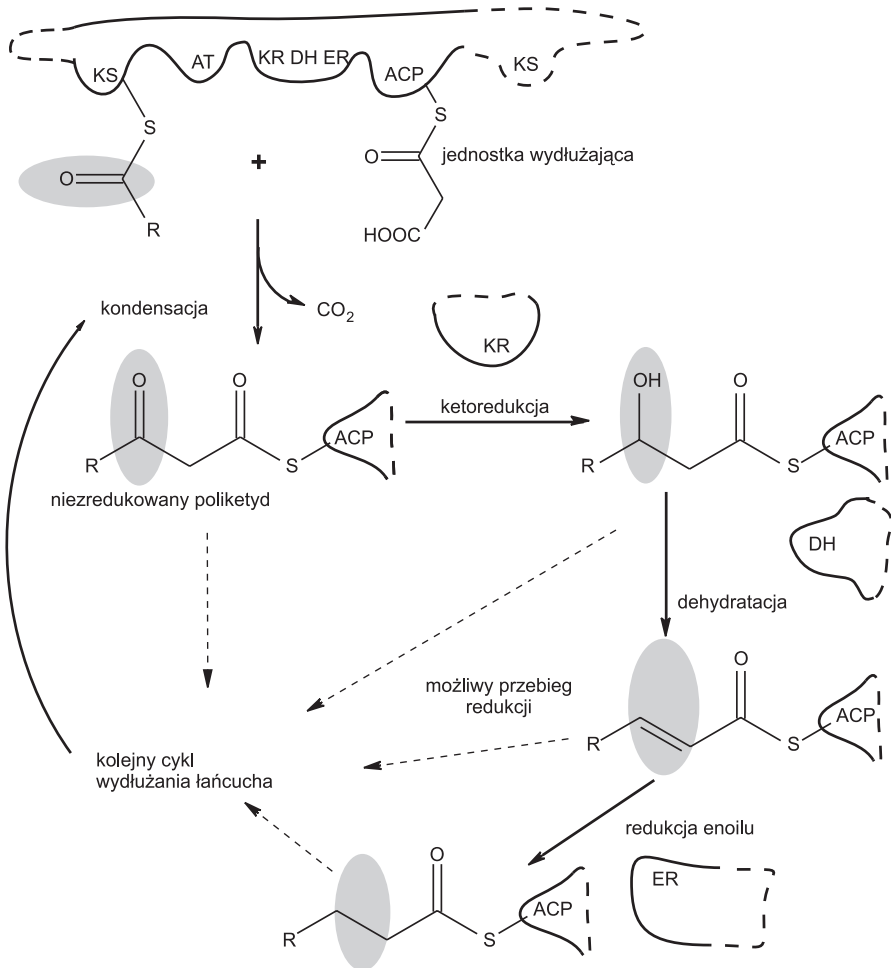 KS
AT
KR DH ER
ACP
KS
S
S
O
O
jednostka wydłużająca
+
R
HOOC
kondensacja
CO2
KR
O
O
OH
O
ketoredukcja
R
S
ACP
R
S
ACP
niezredukowany poliketyd
DH
dehydratacja
możliwy przebieg
redukcji
O
R
S
ACP
kolejny cykl
wydłużania łańcucha
redukcja enoilu
O
ER
R
S
ACP